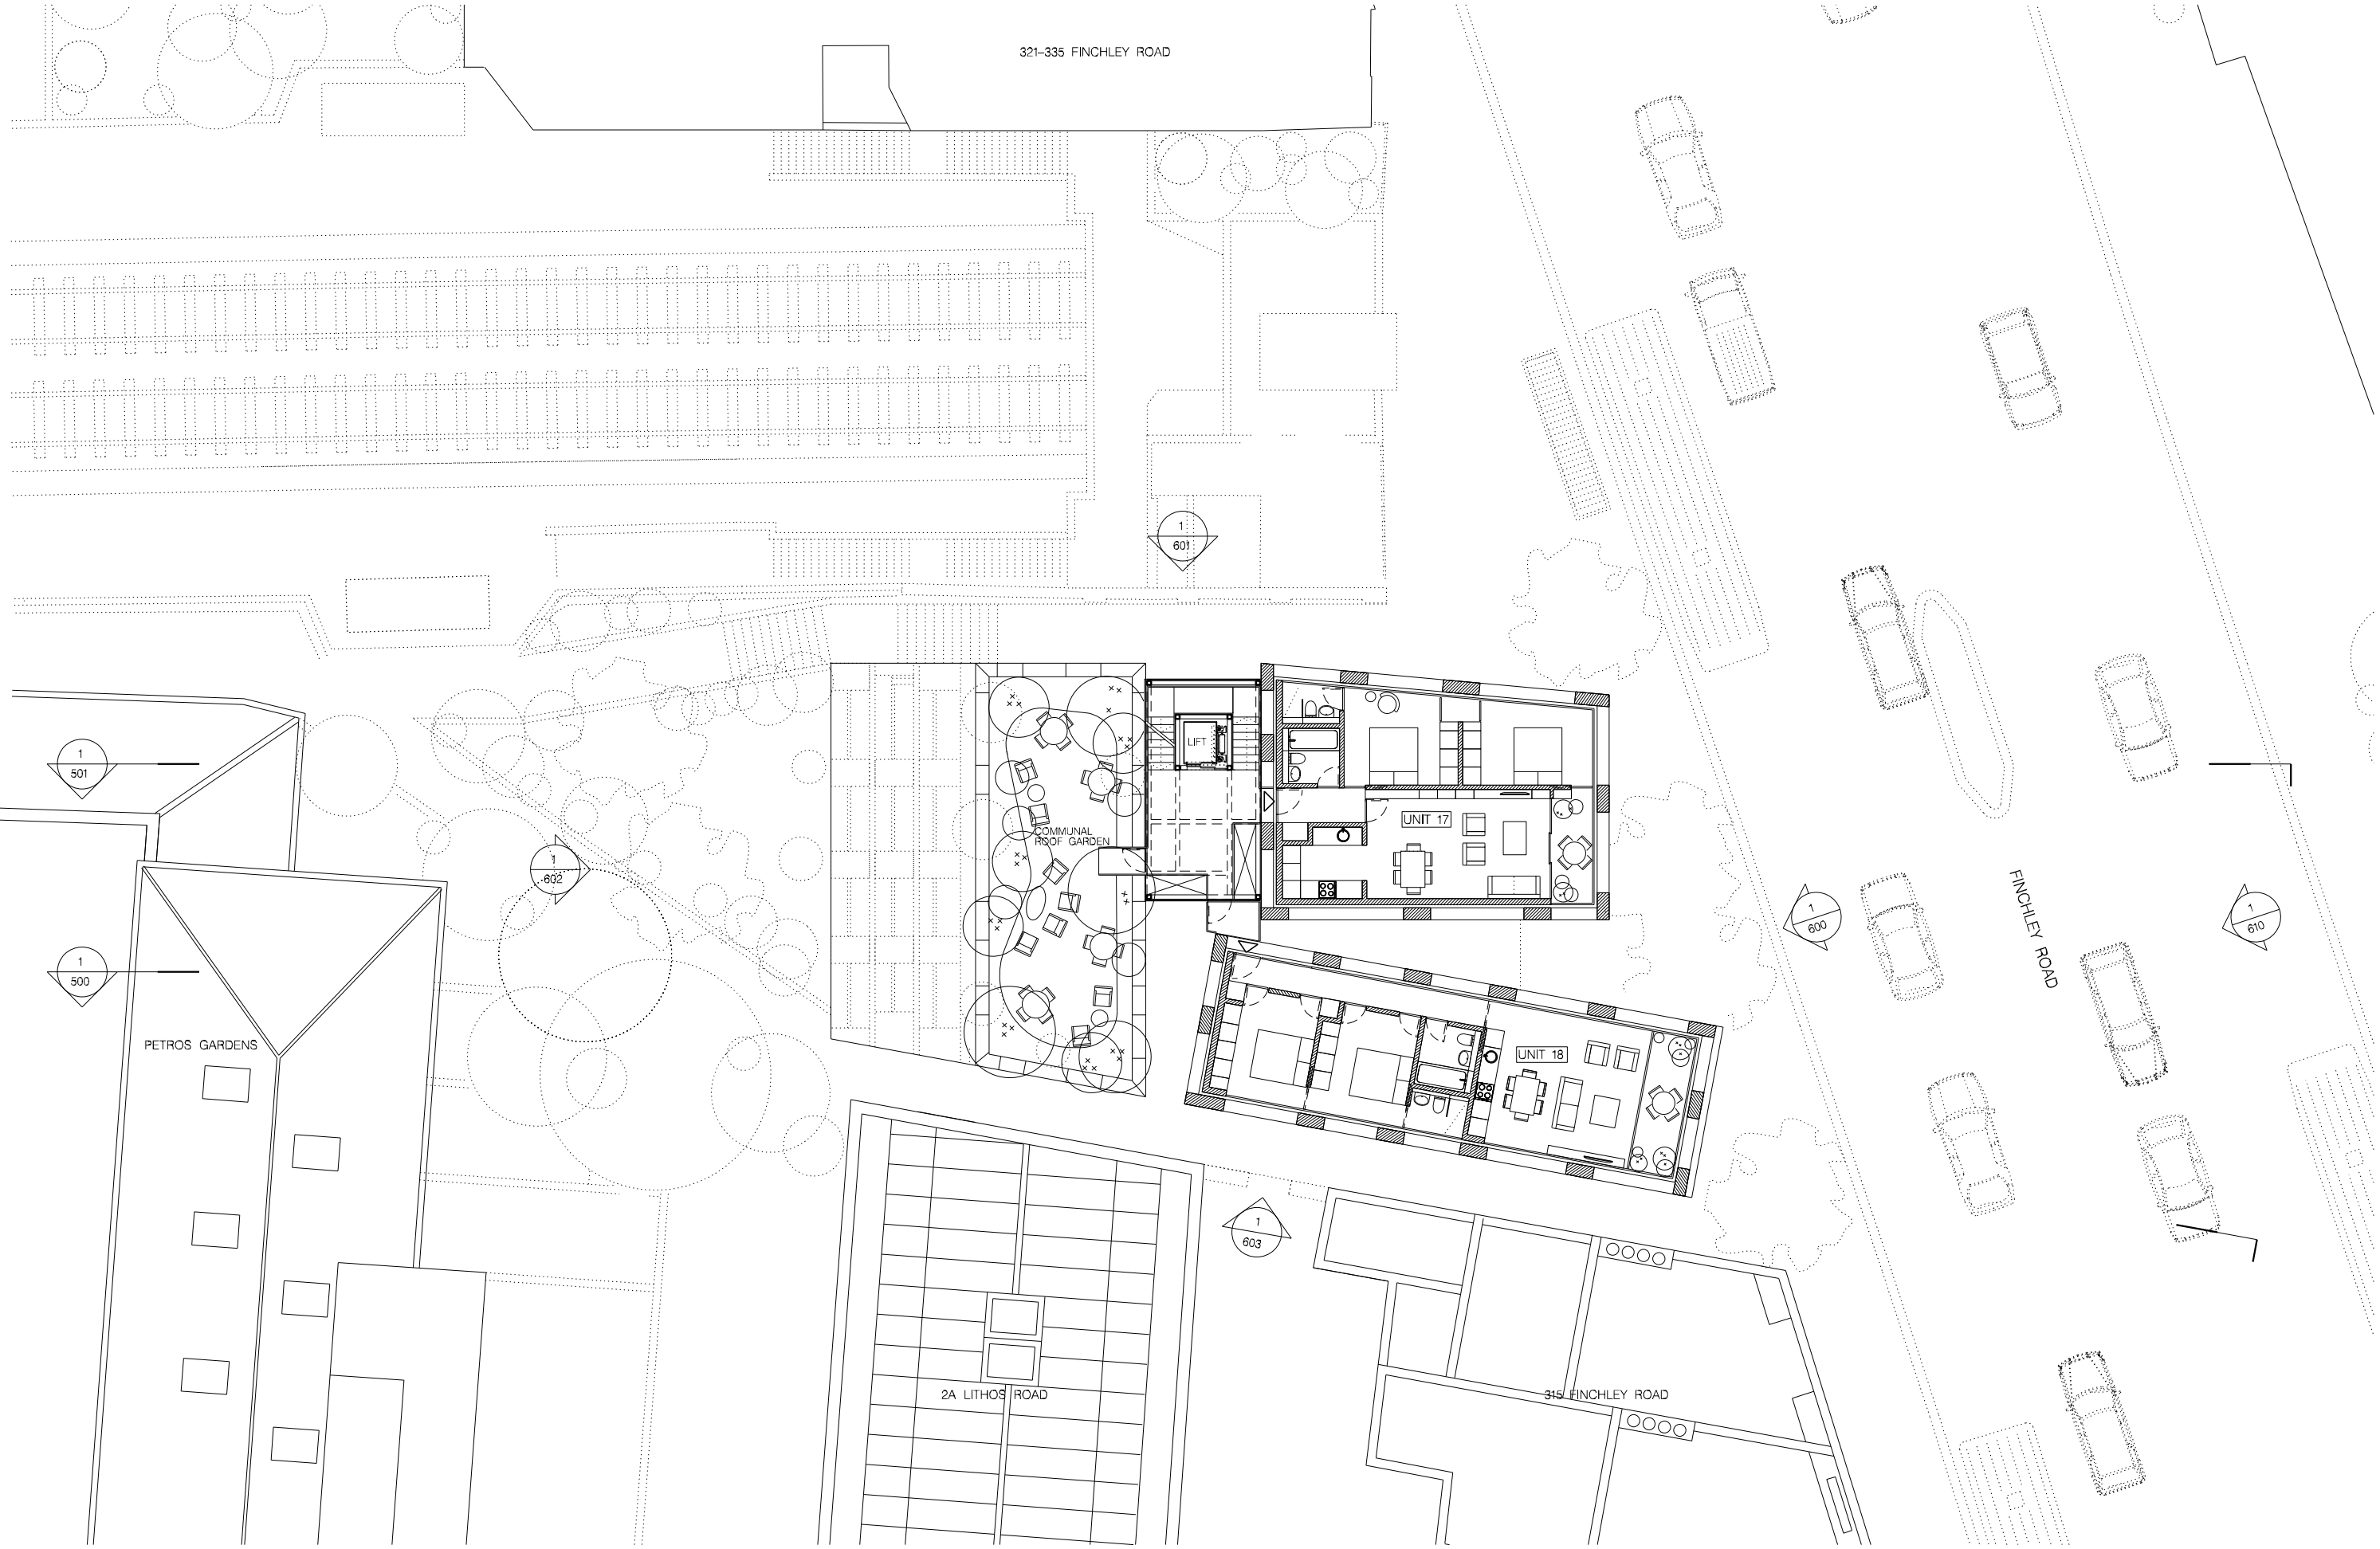 321-335 FINCHLEY ROAD
1
601
LIFT
1
501
UNIT 17
COMMUNAL
ROOF GARDEN
1
602
FINCHLEY ROAD
1
600
1
610
1
500
PETROS GARDENS
UNIT 18
1
603
2A LITHOS ROAD
315 FINCHLEY ROAD